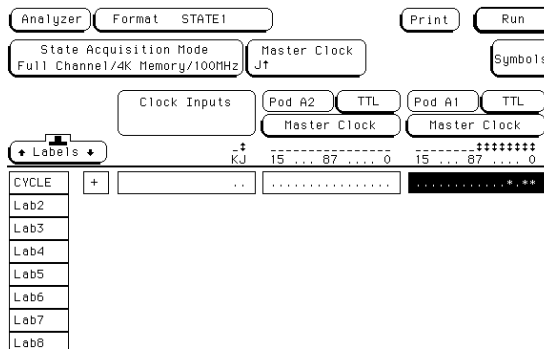 Analyzer Format STATE1 Print Run
State Acquisition Mode
Full Channel/4K Memory/100MHz
Master Clock
J↑
Symbols
Clock Inputs
Pod A2 TTL Pod A1 TTL
Master Clock Master Clock
↑ Labels ↓
-↕ ---------------- --------↕↕↕↕↕↕↕↕
KJ 15 ... 87 .... 0 15 ... 87 .... 0
CYCLE + .. ................ ............*.**
Lab2
Lab3
Lab4
Lab5
Lab6
Lab7
Lab8